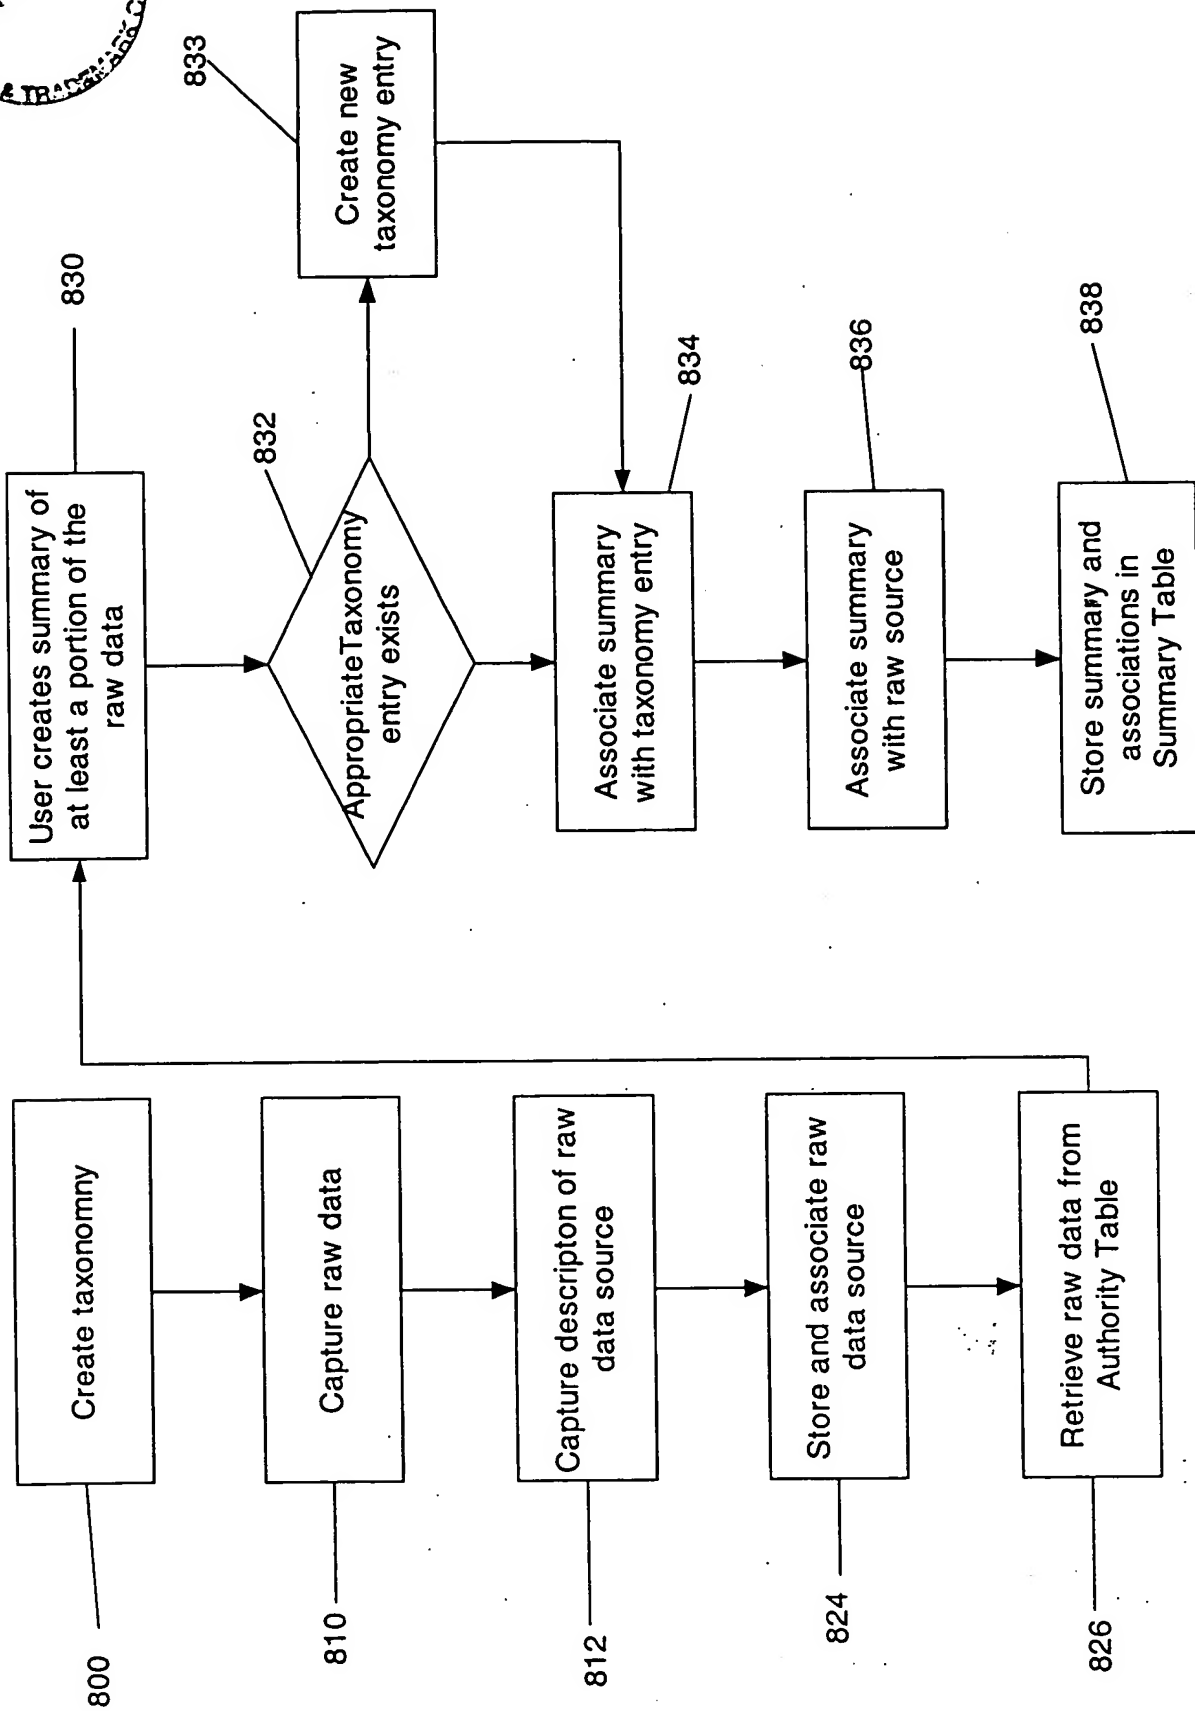 & TRADEMARK
800
Create taxonomny
810
Capture raw data
812
Capture descripton of raw
data source
824
Store and associate raw
data source
826
Retrieve raw data from
Authority Table
User creates summary of
at least a portion of the
raw data
830
832
AppropriateTaxonomy
entry exists
833
Create new
taxonomy entry
Associate summary
with taxonomy entry
834
Associate summary
with raw source
836
Store summary and
associations in
Summary Table
838